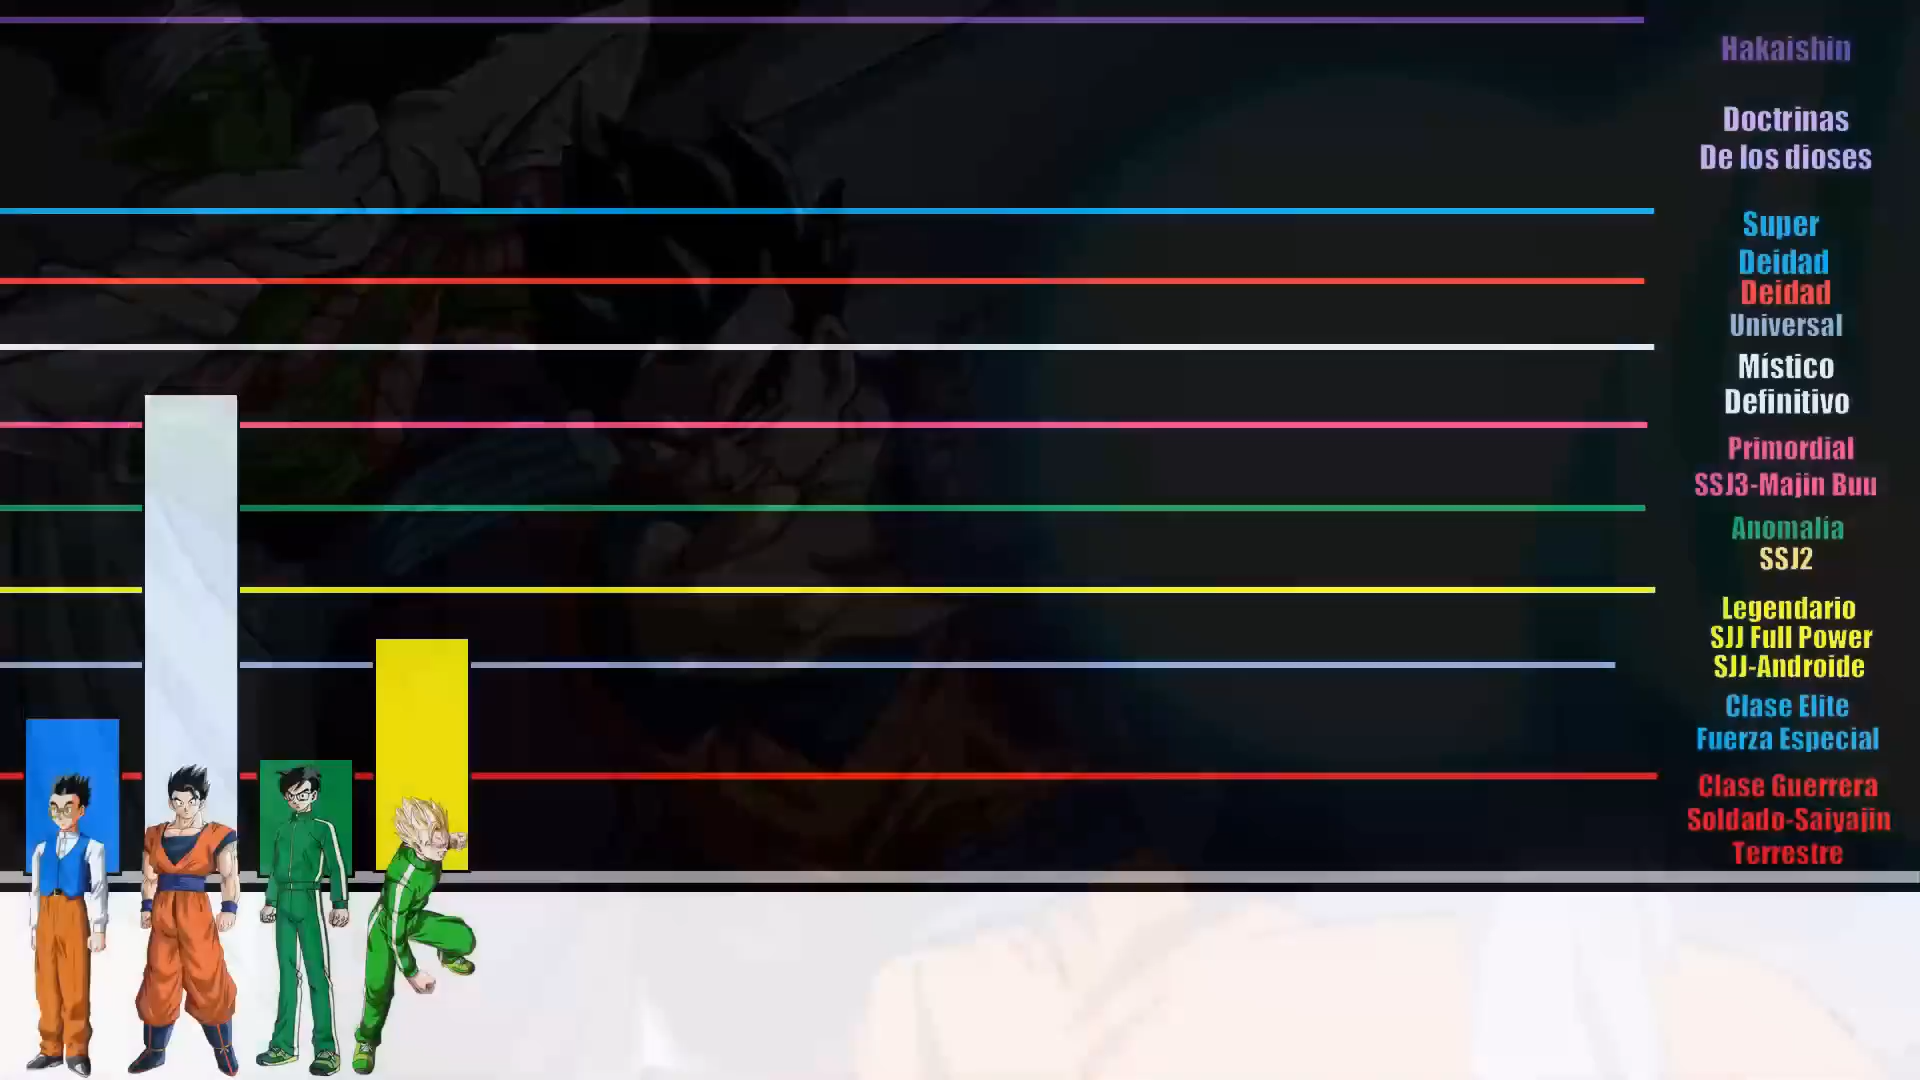 Hakaishin
Doctrinas
De los dioses
Super
Deidad
Deidad
Universal
Místico
Definitivo
Primordial
SSJ3-Majin Buu
Anomalía
SSJ2
Legendario
SJJ Full Power
SJJ-Androide
Clase Elite
Fuerza Especial
Clase Guerrera
Soldado-Saiyajin
Terrestre